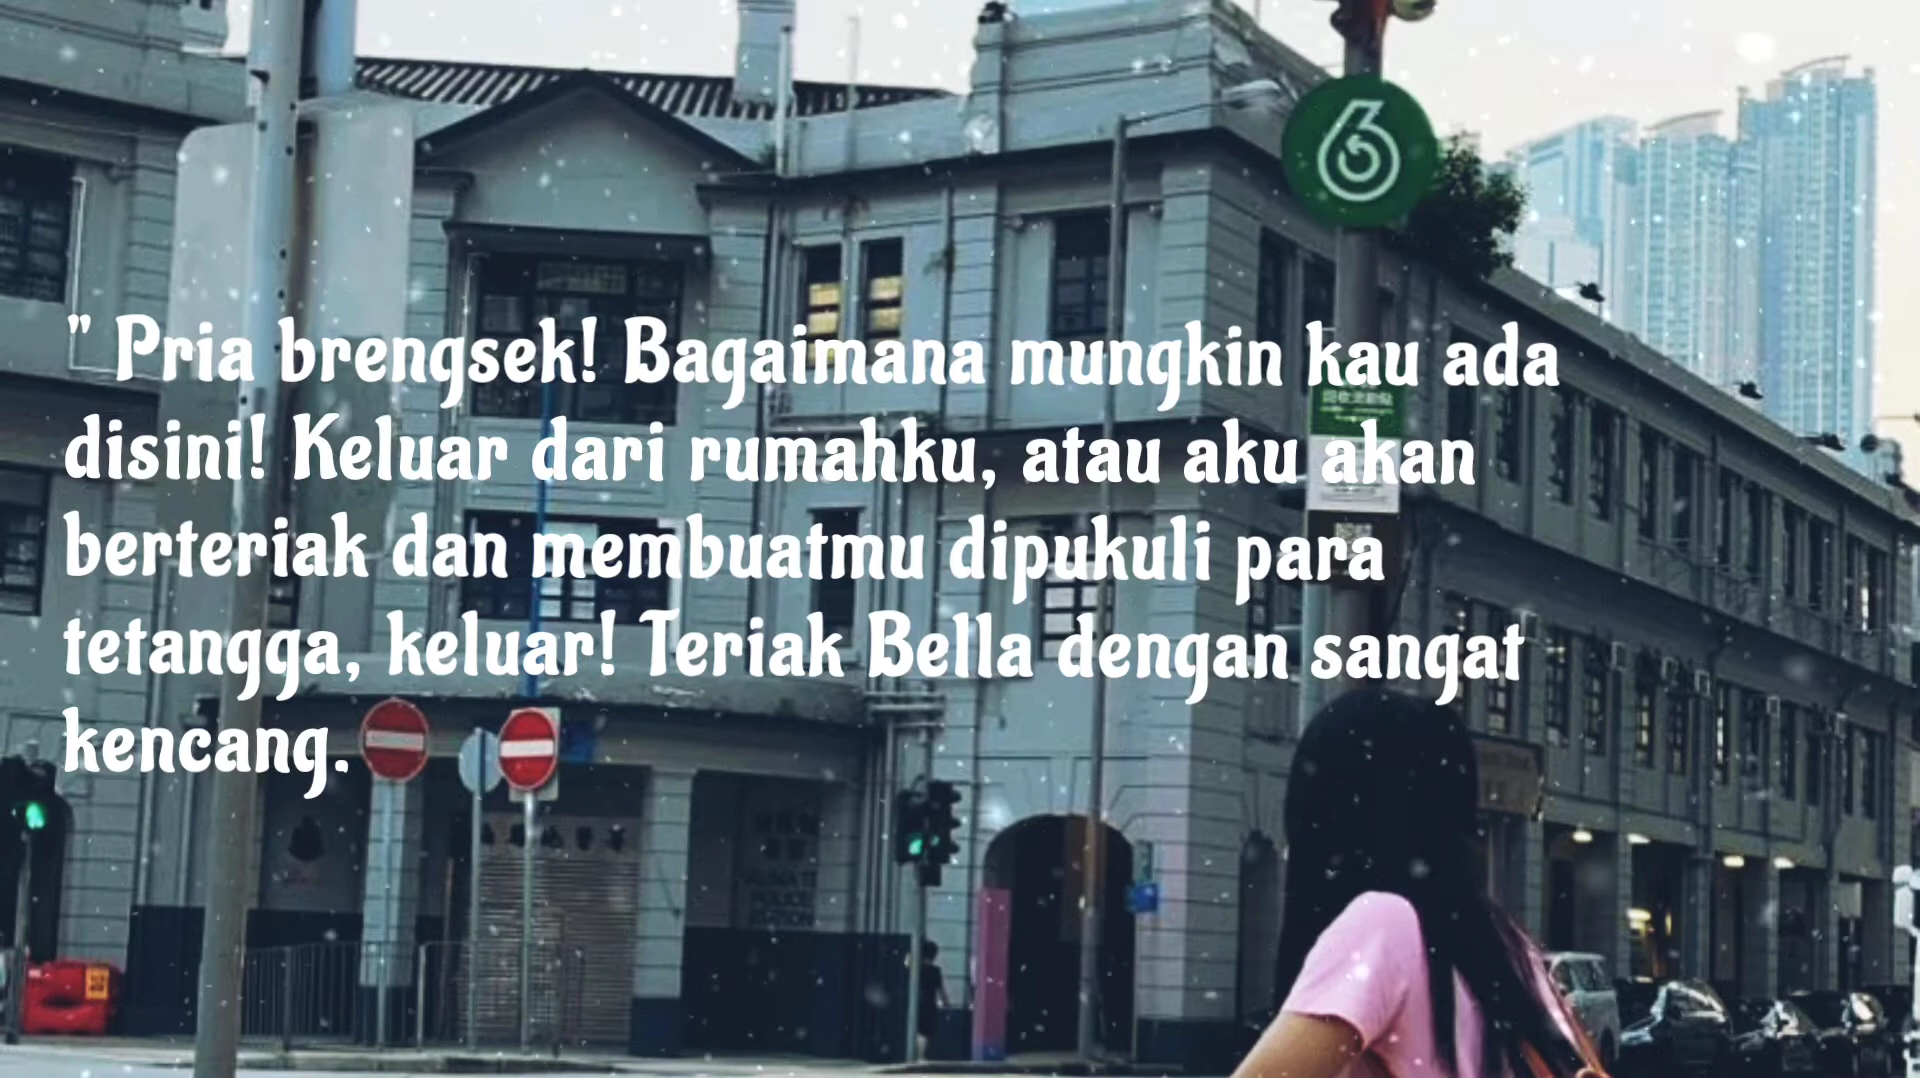 " Pria brengsek! Bagaimana mungkin kau ada
disini! Keluar dari rumahku, atau aku akan
berteriak dan membuatmu dipukuli para
tetangga, keluar! Teriak Bella dengan sangat
kencang.
6